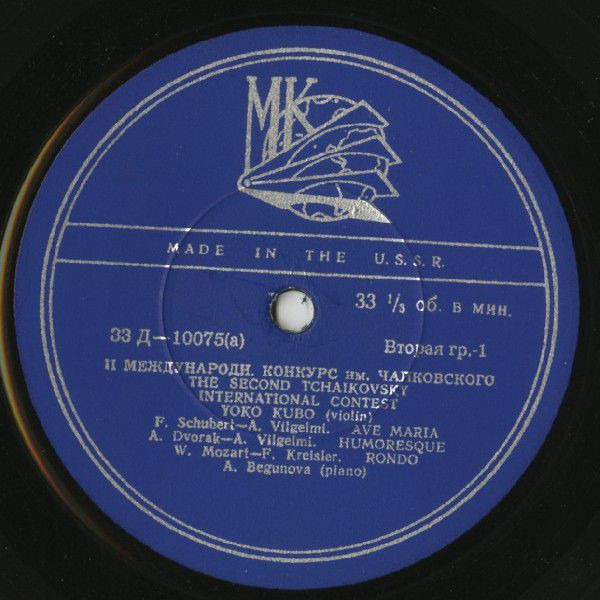 МК
MADE IN THE U.S.S.R.
33 1/3 об. в мин.
33 Д—10075(а)
Вторая гр.-1
II МЕЖДУНАРОДН. КОНКУРС им. ЧАЙКОВСКОГО
THE SECOND TCHAIKOVSKY
INTERNATIONAL CONTEST
YOKO KUBO (violin)
F. Schubert—A. Vilgelmi. AVE MARIA
A. Dvorak—A. Vilgelmi. HUMORESQUE
W. Mozart—F. Kreisler. RONDO
A. Begunova (piano)